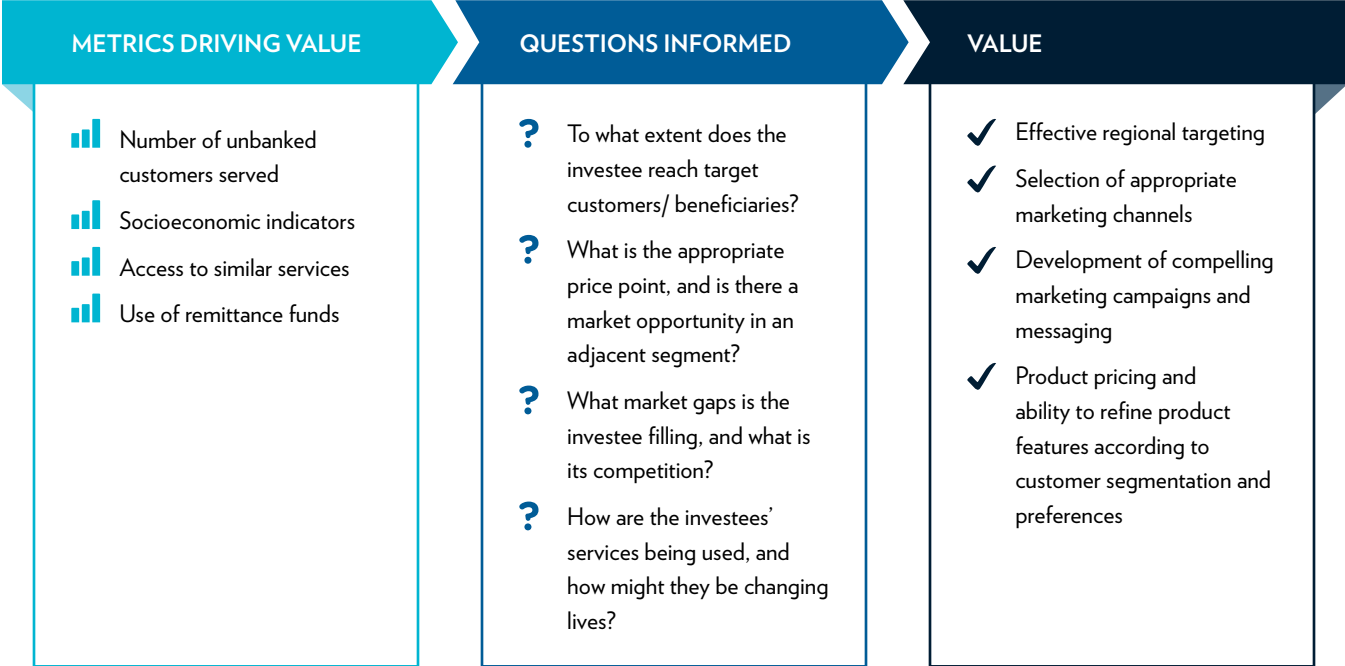 METRICS DRIVING VALUE
Number of unbanked
customers served
Socioeconomic indicators
Access to similar services
Use of remittance funds
QUESTIONS INFORMED
? To what extent does the
investee reach target
customers/ beneficiaries?
? What is the appropriate
price point, and is there a
market opportunity in an
adjacent segment?
? What market gaps is the
investee filling, and what is
its competition?
? How are the investees’
services being used, and
how might they be changing
lives?
VALUE
Effective regional targeting
Selection of appropriate
marketing channels
Development of compelling
marketing campaigns and
messaging
Product pricing and
ability to refine product
features according to
customer segmentation and
preferences